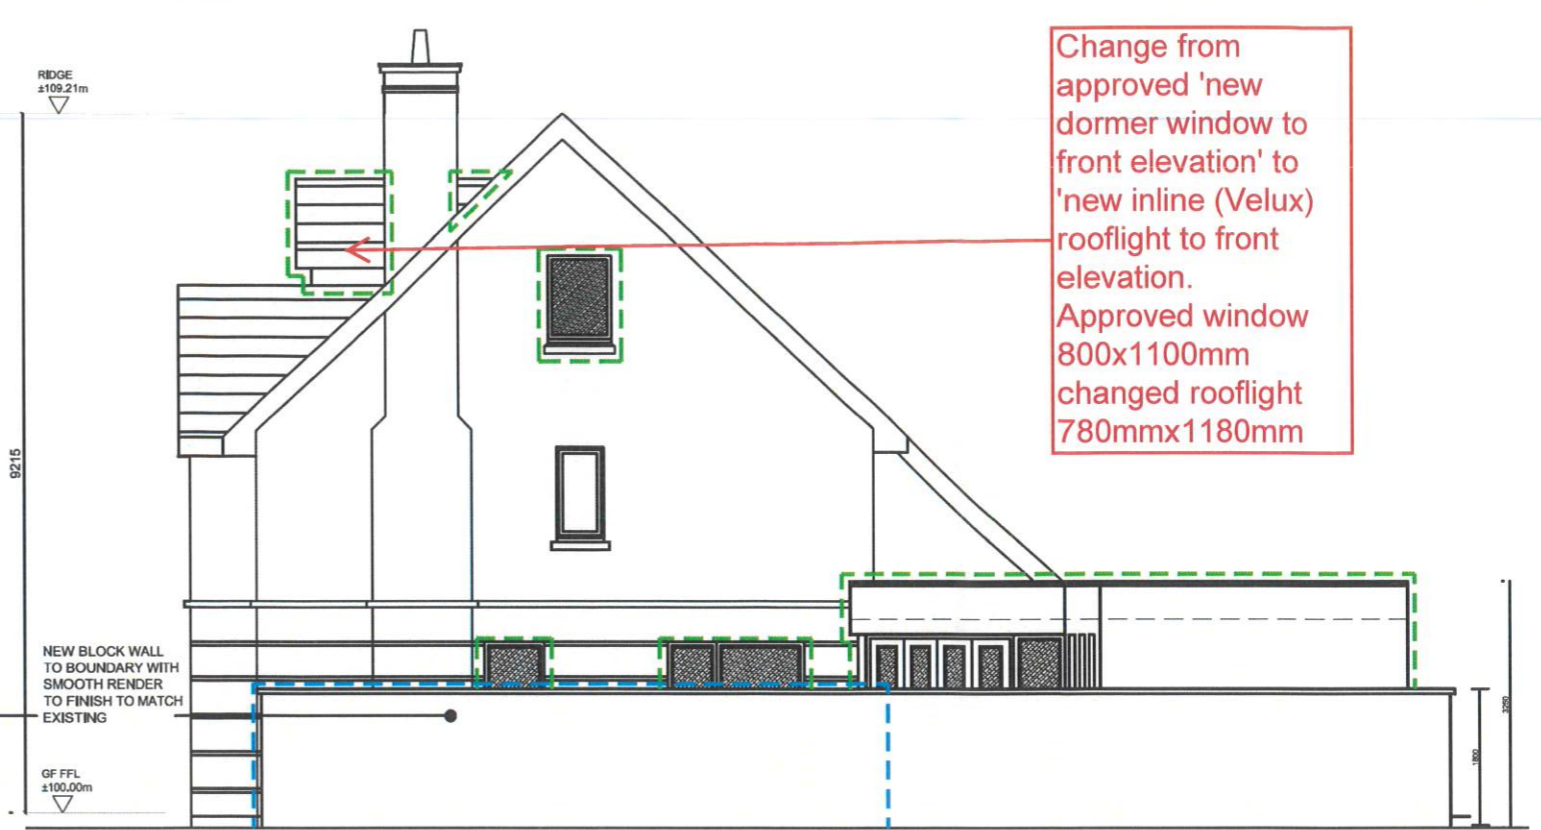 RIDGE
±109.21m
Change from
approved 'new
dormer window to
front elevation' to
'new inline (Velux)
rooflight to front
elevation.
Approved window
800x1100mm
changed rooflight
780mmx1180mm
9215
NEW BLOCK WALL
TO BOUNDARY WITH
SMOOTH RENDER
TO FINISH TO MATCH
EXISTING
GF FFL
±100.00m
1800
3250